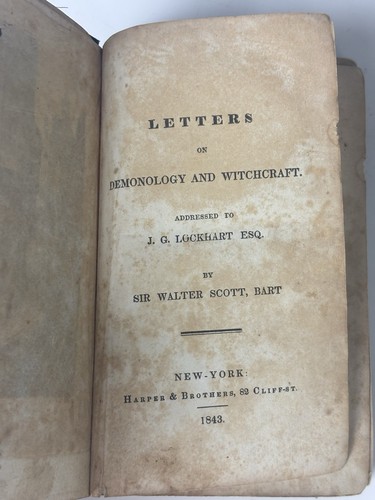 LETTERS
ON
DEMONOLOGY AND WITCHCRAFT.
ADDRESSED TO
J. G. LOCKHART ESQ.
BY
SIR WALTER SCOTT, BART
NEW-YORK:
HARPER & BROTHERS, 82 CLIFF-ST.
1843.